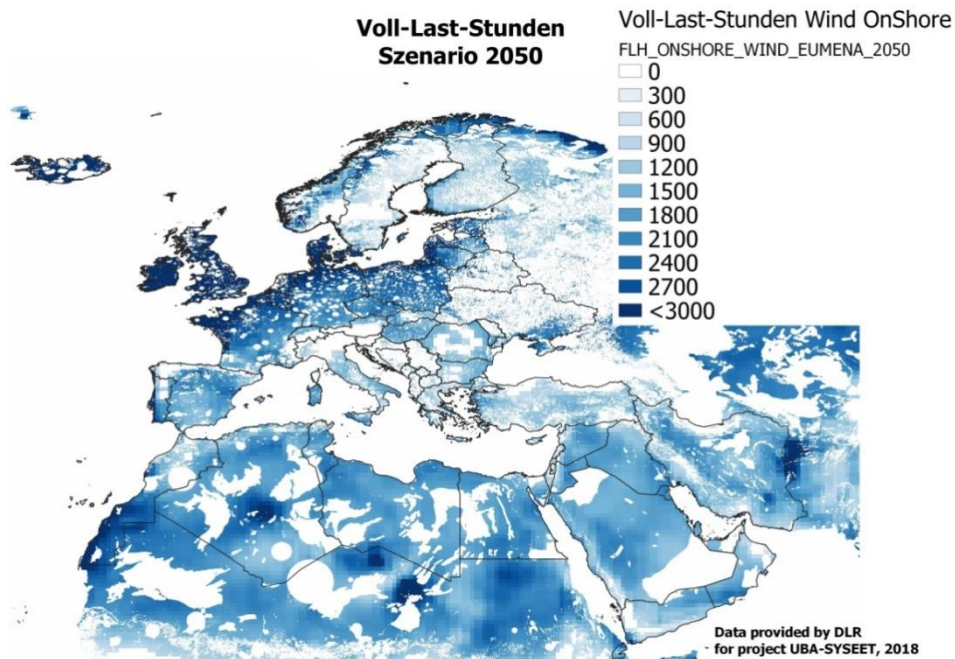 Voll-Last-Stunden
Szenario 2050
Voll-Last-Stunden Wind OnShore
FLH_ONSHORE_WIND_EUMENA_2050
0
300
600
900
1200
1500
1800
2100
2400
2700
<3000
Data provided by DLR
for project UBA-SYSEET, 2018